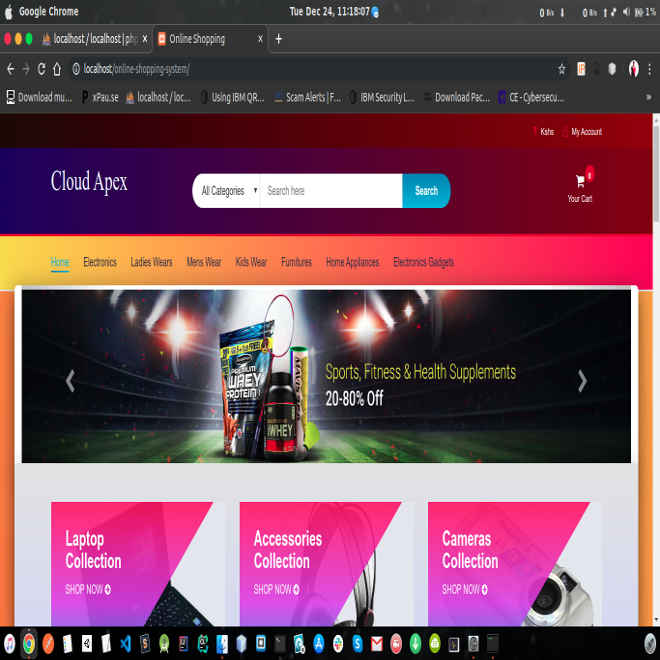 Google Chrome
Tue Dec 24, 11:18:07
0 B/s
0 B/s
1%
localhost / localhost | php
Online Shopping
localhost/online-shopping-system/
Download mu...
xPau.se
localhost / loc...
Using IBM QR...
Scam Alerts | F...
IBM Security L...
Download Pac...
CE - Cybersecu...
»
Kshs
My Account
Cloud Apex
All Categories
Search here
Search
0
Your Cart
Home
Electronics
Ladies Wears
Mens Wear
Kids Wear
Furnitures
Home Appliances
Electronics Gadgets
PREMIUM
WHEY
PROTEIN
WHEY
Sports, Fitness & Health Supplements
20-80% Off
Laptop
Collection
SHOP NOW
Accessories
Collection
SHOP NOW
Cameras
Collection
SHOP NOW